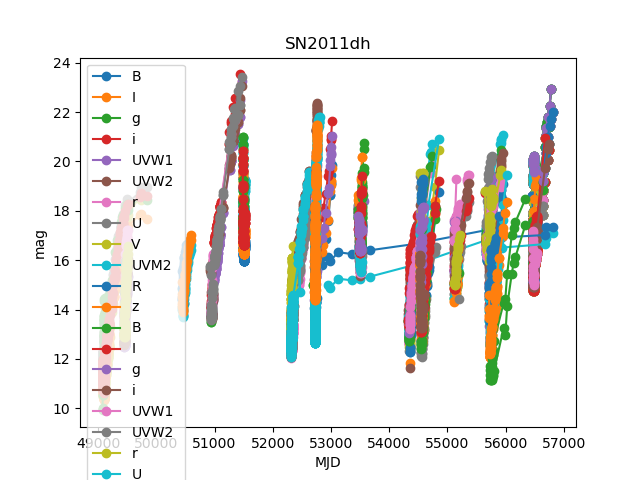 SN2011dh
24
22
20
18
16
14
12
10
mag
49000 50000 51000 52000 53000 54000 55000 56000 57000
MJD
B
I
g
i
UVW1
UVW2
r
U
V
UVM2
R
z
B
I
g
i
UVW1
UVW2
r
U